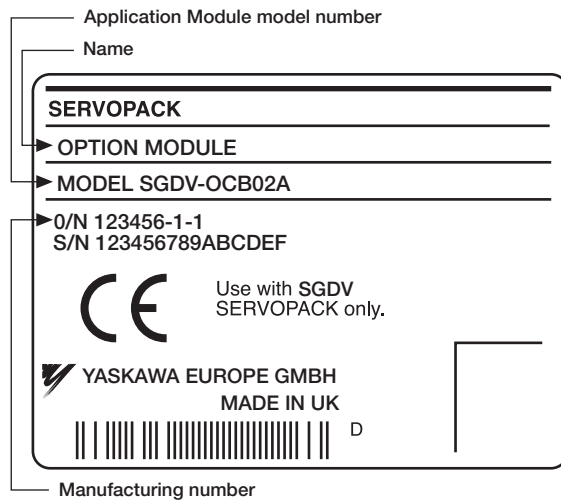 Application Module model number
Name
SERVOPACK
OPTION MODULE
MODEL SGDV-OCB02A
0/N 123456-1-1
S/N 123456789ABCDEF
CE
Use with SGDV
SERVOPACK only.
YASKAWA EUROPE GMBH
MADE IN UK
D
Manufacturing number